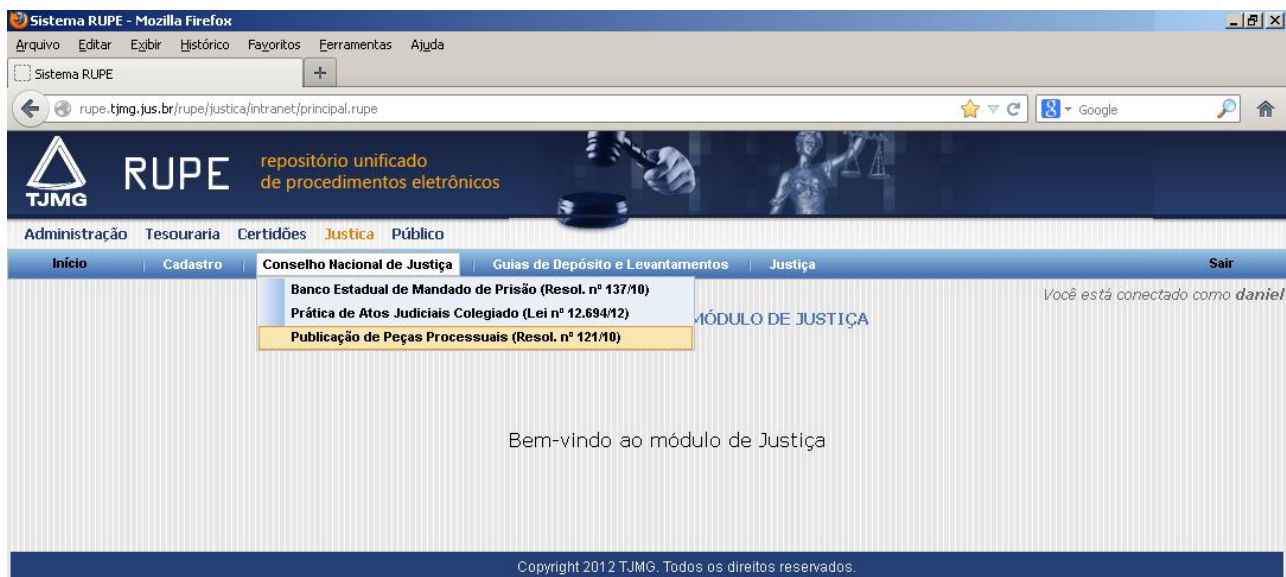 Sistema RUPE - Mozilla Firefox
Arquivo Editar Exibir Histórico Favoritos Ferramentas Ajuda
Sistema RUPE
rupe.tjmg.jus.br/rupe/justica/intranet/principal.rupe
Google
TJMG
RUPE
repositório unificado
de procedimentos eletrônicos
Administração Tesouraria Certidões Justica Público
Início | Cadastro | Conselho Nacional de Justiça | Guias de Depósito e Levantamentos | Justiça Sair
Banco Estadual de Mandado de Prisão (Resol. nº 137/10)
Você está conectado como daniel
Prática de Atos Judiciais Colegiado (Lei nº 12.694/12)
MÓDULO DE JUSTIÇA
Publicação de Peças Processuais (Resol. nº 121/10)
Bem-vindo ao módulo de Justiça
Copyright 2012 TJMG. Todos os direitos reservados.